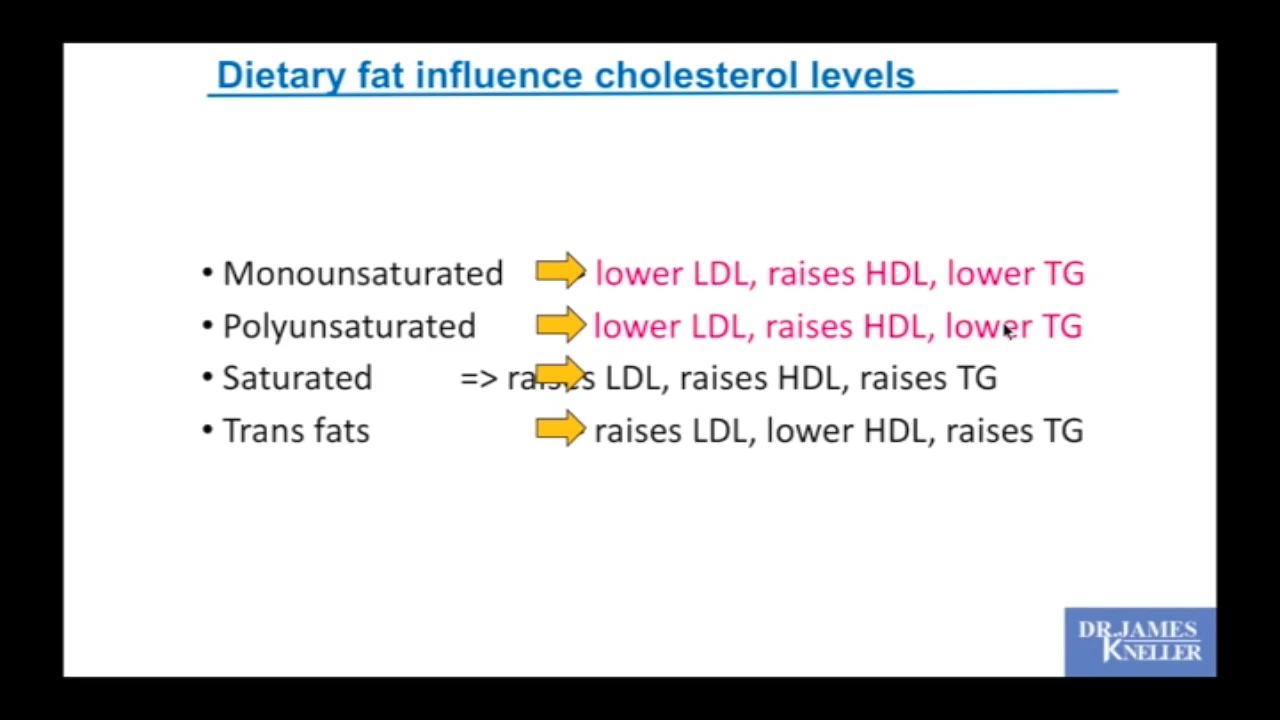 Dietary fat influence cholesterol levels
• Monounsaturated lower LDL, raises HDL, lower TG
• Polyunsaturated lower LDL, raises HDL, lower TG
• Saturated => raises LDL, raises HDL, raises TG
• Trans fats raises LDL, lower HDL, raises TG
DR.JAMES
KNELLER